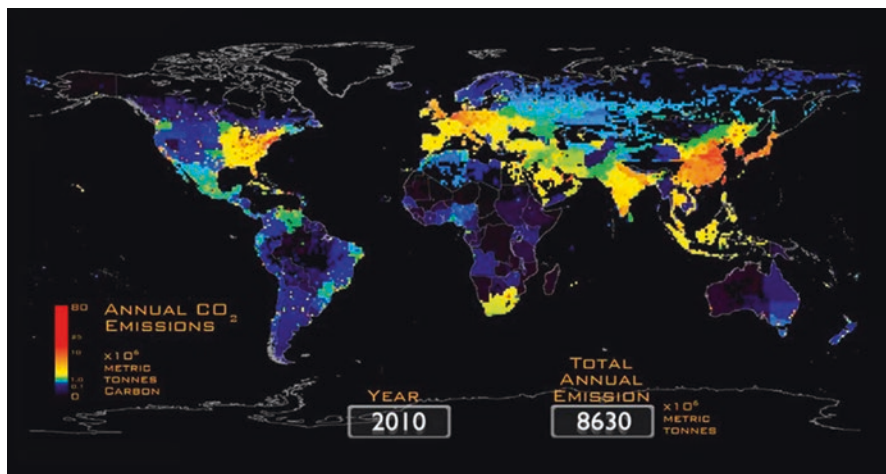 80
25
10
1.0
0.1
0
ANNUAL CO2
EMISSIONS
x10⁶
METRIC
TONNES
CARBON
YEAR
2010
TOTAL
ANNUAL
EMISSION
8630
x10⁶
METRIC
TONNES